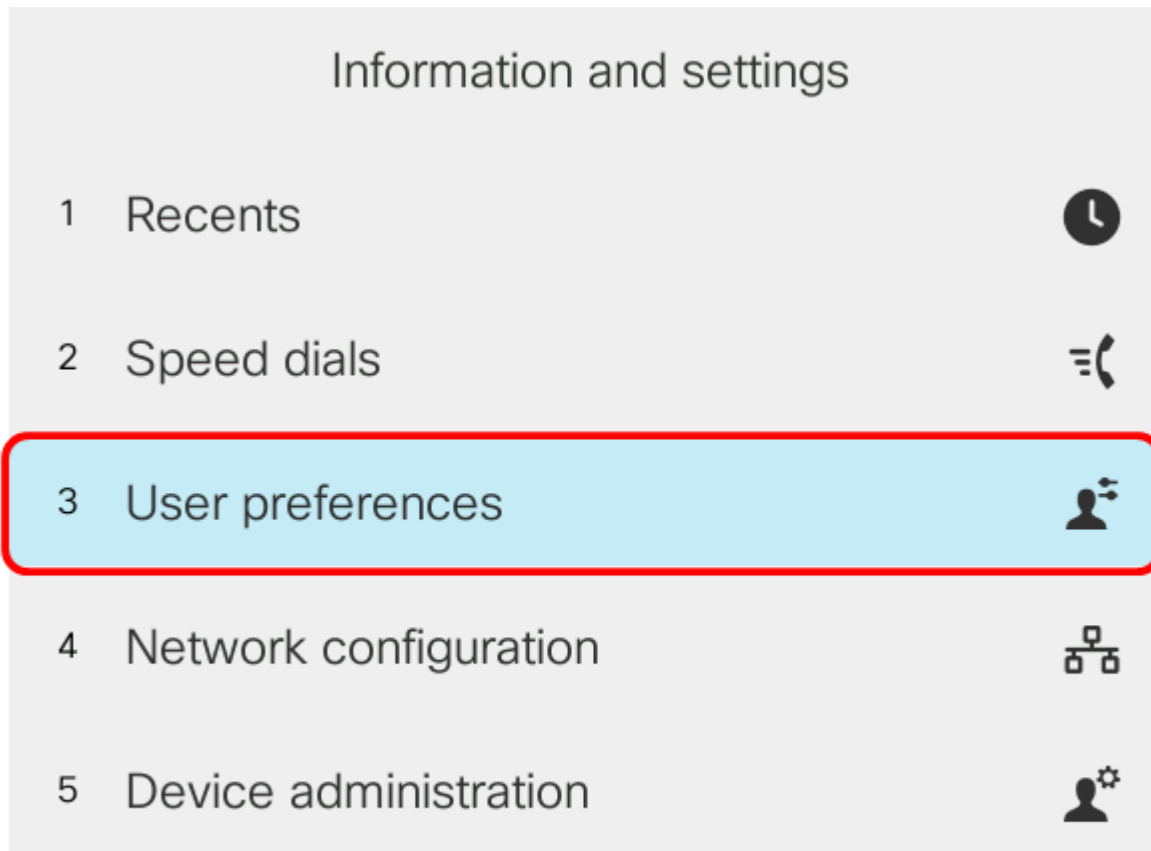 Information and settings
1 Recents
2 Speed dials
3 User preferences
4 Network configuration
5 Device administration